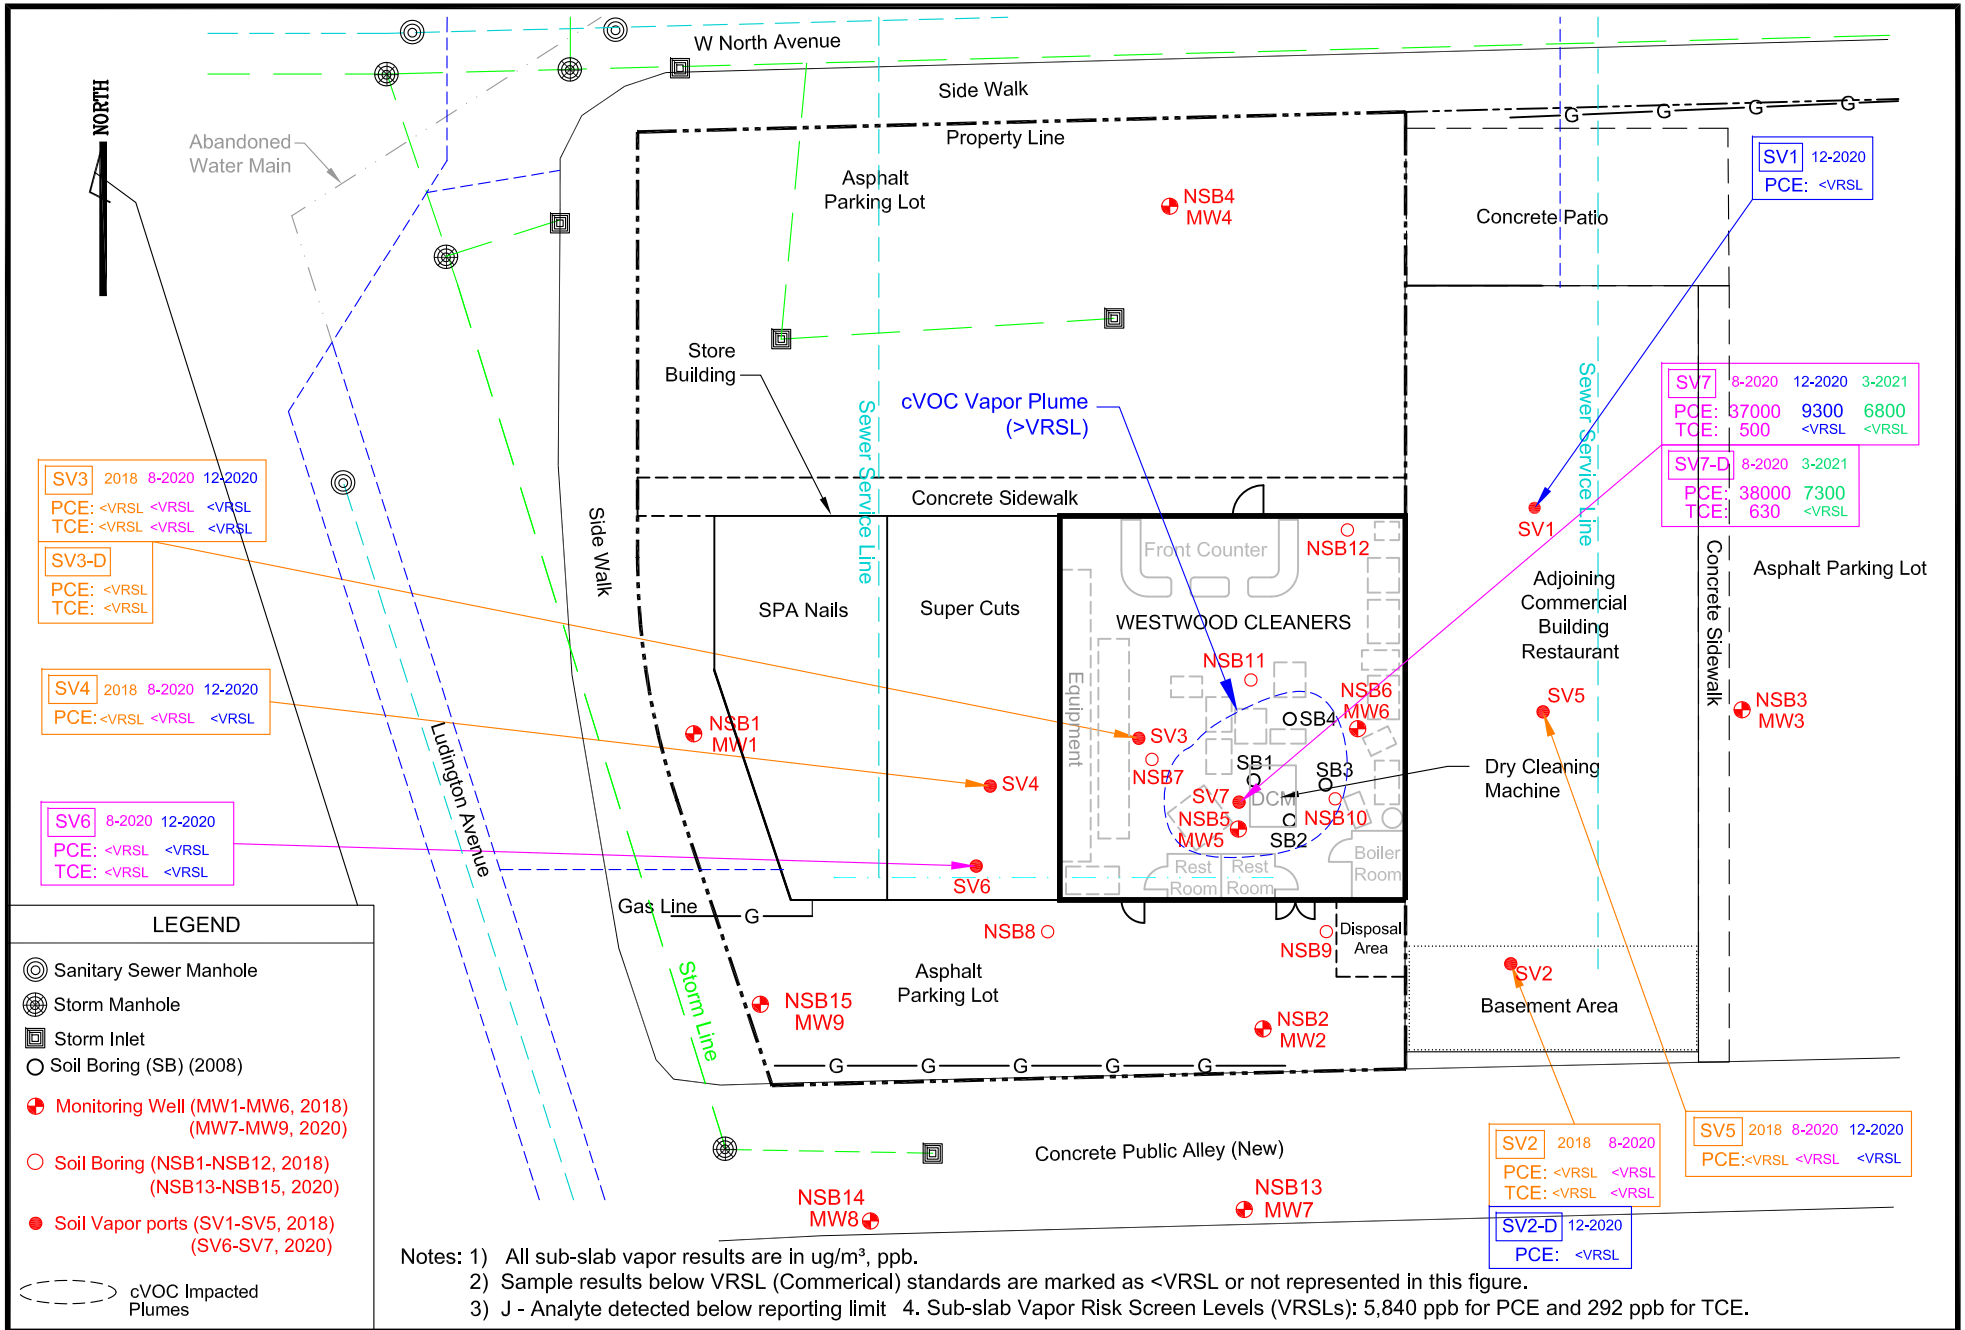 W North Avenue
Side Walk
Property Line
NORTH
Abandoned
Water Main
Asphalt
Parking Lot
NSB4
MW4
Concrete Patio
SV1 12-2020
PCE: <VRSL
Store
Building
cVOC Vapor Plume
(>VRSL)
Sewer Service Line
Sewer Service Line
SV7 8-2020 12-2020 3-2021
PCE: 37000 9300 6800
TCE: 500 <VRSL <VRSL
SV7-D 8-2020 3-2021
PCE: 38000 7300
TCE: 630 <VRSL
SV3 2018 8-2020 12-2020
PCE: <VRSL <VRSL <VRSL
TCE: <VRSL <VRSL <VRSL
SV3-D
PCE: <VRSL
TCE: <VRSL
Side Walk
Concrete Sidewalk
SV1
Front Counter
NSB12
Concrete Sidewalk
Asphalt Parking Lot
Adjoining
Commercial
Building
Restaurant
SPA Nails
Super Cuts
WESTWOOD CLEANERS
SV4 2018 8-2020 12-2020
PCE: <VRSL <VRSL <VRSL
Equipment
NSB11
NSB6
MW6
SB4
SV5
NSB3
MW3
NSB1
MW1
SV3
NSB7
SB1
SB3
Dry Cleaning
Machine
SV4
SV7
DCM
NSB5
MW5
NSB10
SB2
Ludington Avenue
SV6 8-2020 12-2020
PCE: <VRSL <VRSL
TCE: <VRSL <VRSL
SV6
Rest
Room
Rest
Room
Boiler
Room
Gas Line
G
G
G
G
G
NSB8
NSB9
Disposal
Area
Asphalt
Parking Lot
SV2
Basement Area
Storm Line
NSB15
MW9
NSB2
MW2
G
G
G
G
G
LEGEND
Sanitary Sewer Manhole
Storm Manhole
Storm Inlet
Soil Boring (SB) (2008)
Monitoring Well (MW1-MW6, 2018)
(MW7-MW9, 2020)
Soil Boring (NSB1-NSB12, 2018)
(NSB13-NSB15, 2020)
Soil Vapor ports (SV1-SV5, 2018)
(SV6-SV7, 2020)
cVOC Impacted
Plumes
Concrete Public Alley (New)
NSB14
MW8
NSB13
MW7
SV2 2018 8-2020
PCE: <VRSL <VRSL
TCE: <VRSL <VRSL
SV2-D 12-2020
PCE: <VRSL
SV5 2018 8-2020 12-2020
PCE:<VRSL <VRSL <VRSL
Notes: 1) All sub-slab vapor results are in ug/m³, ppb.
2) Sample results below VRSL (Commerical) standards are marked as <VRSL or not represented in this figure.
3) J - Analyte detected below reporting limit 4. Sub-slab Vapor Risk Screen Levels (VRSLs): 5,840 ppb for PCE and 292 ppb for TCE.